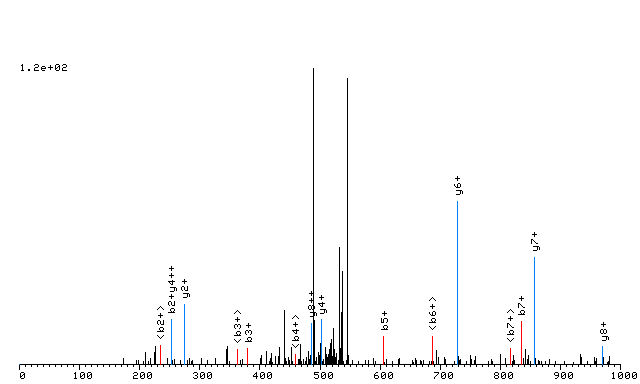 1.2e+02
<b2+>
b2+y4++
y2+
<b3+>
b3+
<b4+>
y8++
y4+
b5+
<b6+>
y6+
<b7+>
b7+
y7+
y8+
0 100 200 300 400 500 600 700 800 900 1000